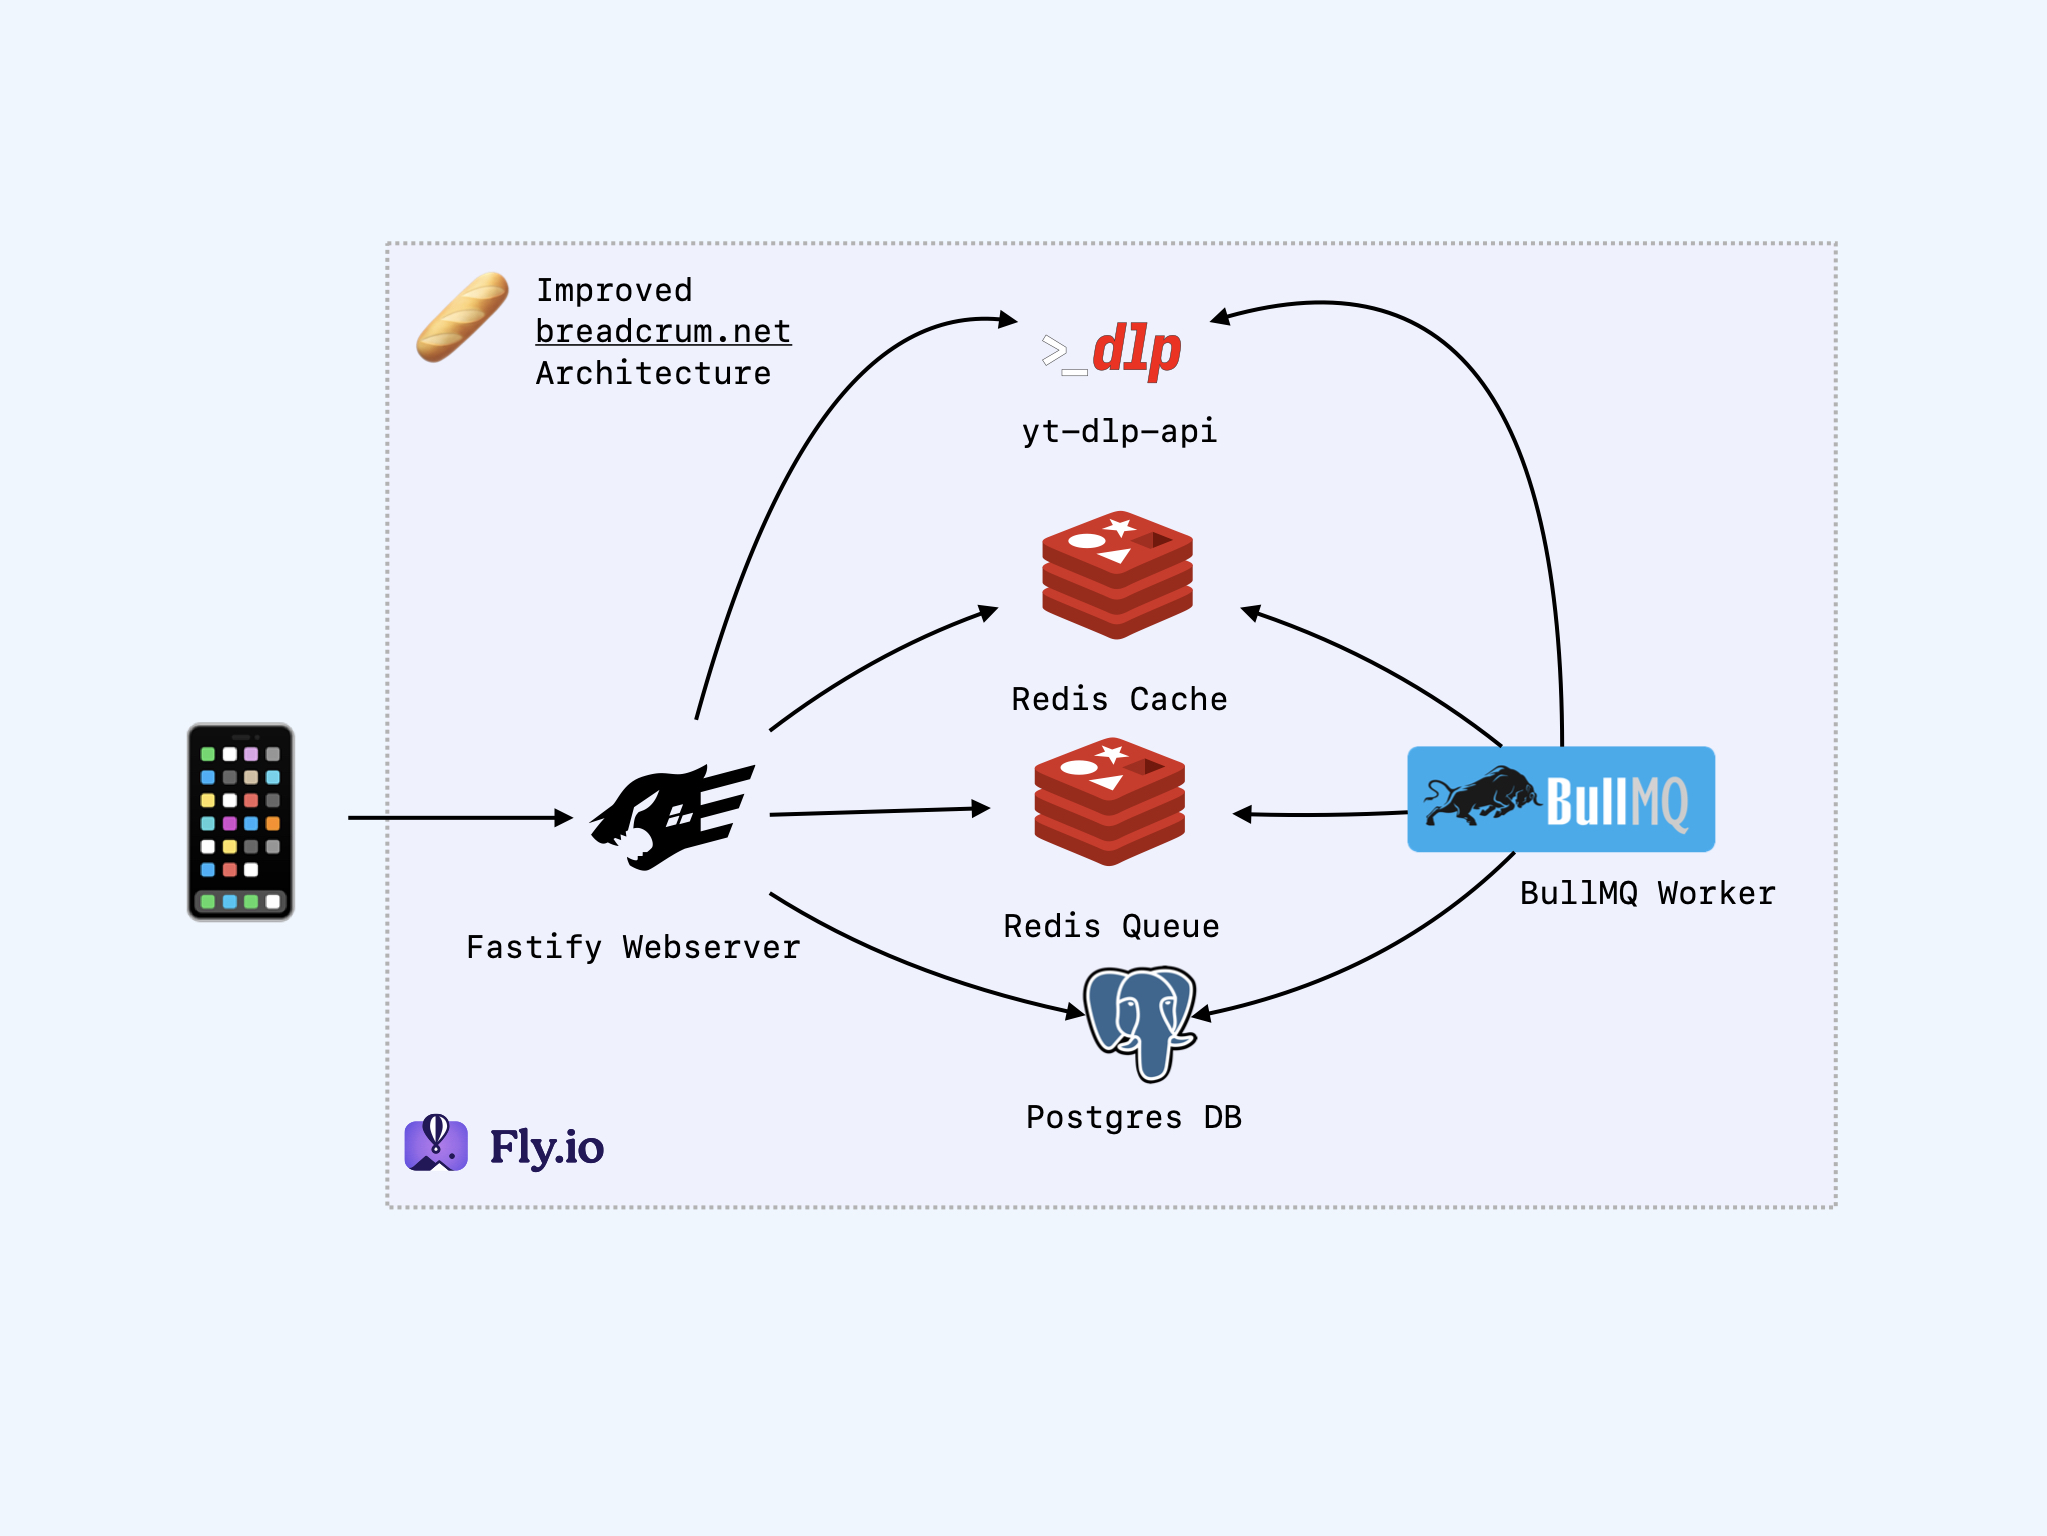 Improved
breadcrum.net
Architecture
>_dlp
yt-dlp-api
Redis Cache
Redis Queue
BullMQ
BullMQ Worker
Fastify Webserver
Postgres DB
Fly.io